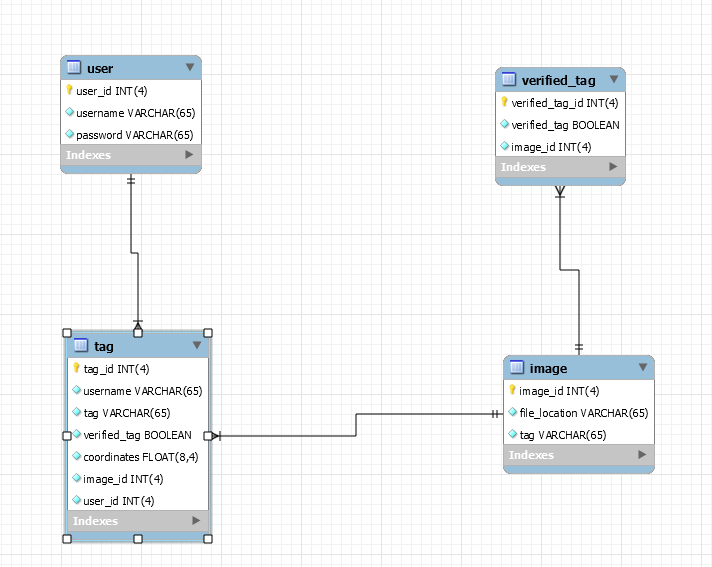 user
user_id INT(4)
username VARCHAR(65)
password VARCHAR(65)
Indexes
verified_tag
verified_tag_id INT(4)
verified_tag BOOLEAN
image_id INT(4)
Indexes
tag
tag_id INT(4)
username VARCHAR(65)
tag VARCHAR(65)
verified_tag BOOLEAN
coordinates FLOAT(8,4)
image_id INT(4)
user_id INT(4)
Indexes
image
image_id INT(4)
file_location VARCHAR(65)
tag VARCHAR(65)
Indexes